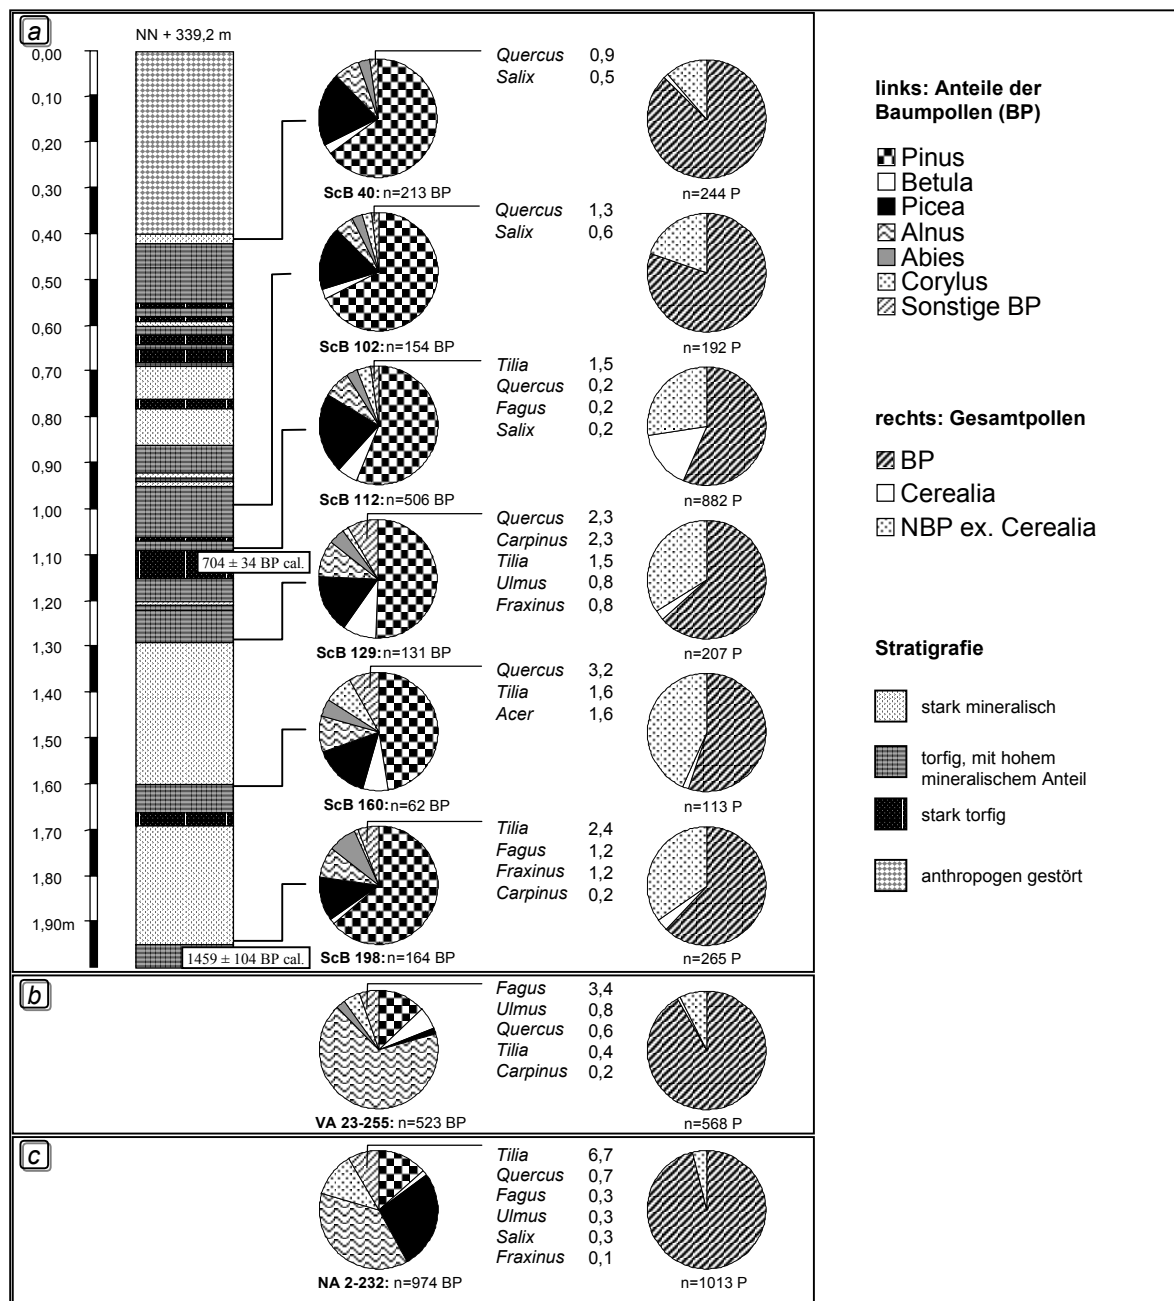 a
NN + 339,2 m
0,00
0,10
0,20
0,30
0,40
0,50
0,60
0,70
0,80
0,90
1,00
1,10
1,20
1,30
1,40
1,50
1,60
1,70
1,80
1,90m
704 ± 34 BP cal.
1459 ± 104 BP cal.
Quercus 0,9
Salix 0,5
ScB 40: n=213 BP
n=244 P
Quercus 1,3
Salix 0,6
ScB 102: n=154 BP
n=192 P
Tilia 1,5
Quercus 0,2
Fagus 0,2
Salix 0,2
ScB 112: n=506 BP
n=882 P
Quercus 2,3
Carpinus 2,3
Tilia 1,5
Ulmus 0,8
Fraxinus 0,8
ScB 129: n=131 BP
n=207 P
Quercus 3,2
Tilia 1,6
Acer 1,6
ScB 160: n=62 BP
n=113 P
Tilia 2,4
Fagus 1,2
Fraxinus 1,2
Carpinus 0,2
ScB 198: n=164 BP
n=265 P
b
Fagus 3,4
Ulmus 0,8
Quercus 0,6
Tilia 0,4
Carpinus 0,2
VA 23-255: n=523 BP
n=568 P
c
Tilia 6,7
Quercus 0,7
Fagus 0,3
Ulmus 0,3
Salix 0,3
Fraxinus 0,1
NA 2-232: n=974 BP
n=1013 P
links: Anteile der
Baumpollen (BP)
Pinus
Betula
Picea
Alnus
Abies
Corylus
Sonstige BP
rechts: Gesamtpollen
BP
Cerealia
NBP ex. Cerealia
Stratigrafie
stark mineralisch
torfig, mit hohem
mineralischem Anteil
stark torfig
anthropogen gestört